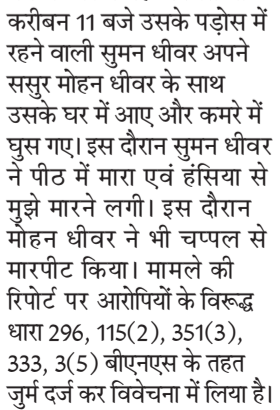 करीबन 11 बजे उसके पड़ोस में
रहने वाली सुमन धीवर अपने
ससुर मोहन धीवर के साथ
उसके घर में आए और कमरे में
घुस गए। इस दौरान सुमन धीवर
ने पीठ में मारा एवं हंसिया से
मुझे मारने लगी। इस दौरान
मोहन धीवर ने भी चप्पल से
मारपीट किया। मामले की
रिपोर्ट पर आरोपियों के विरूद्ध
धारा 296, 115(2), 351(3),
333, 3(5) बीएनएस के तहत
जुर्म दर्ज कर विवेचना में लिया है।